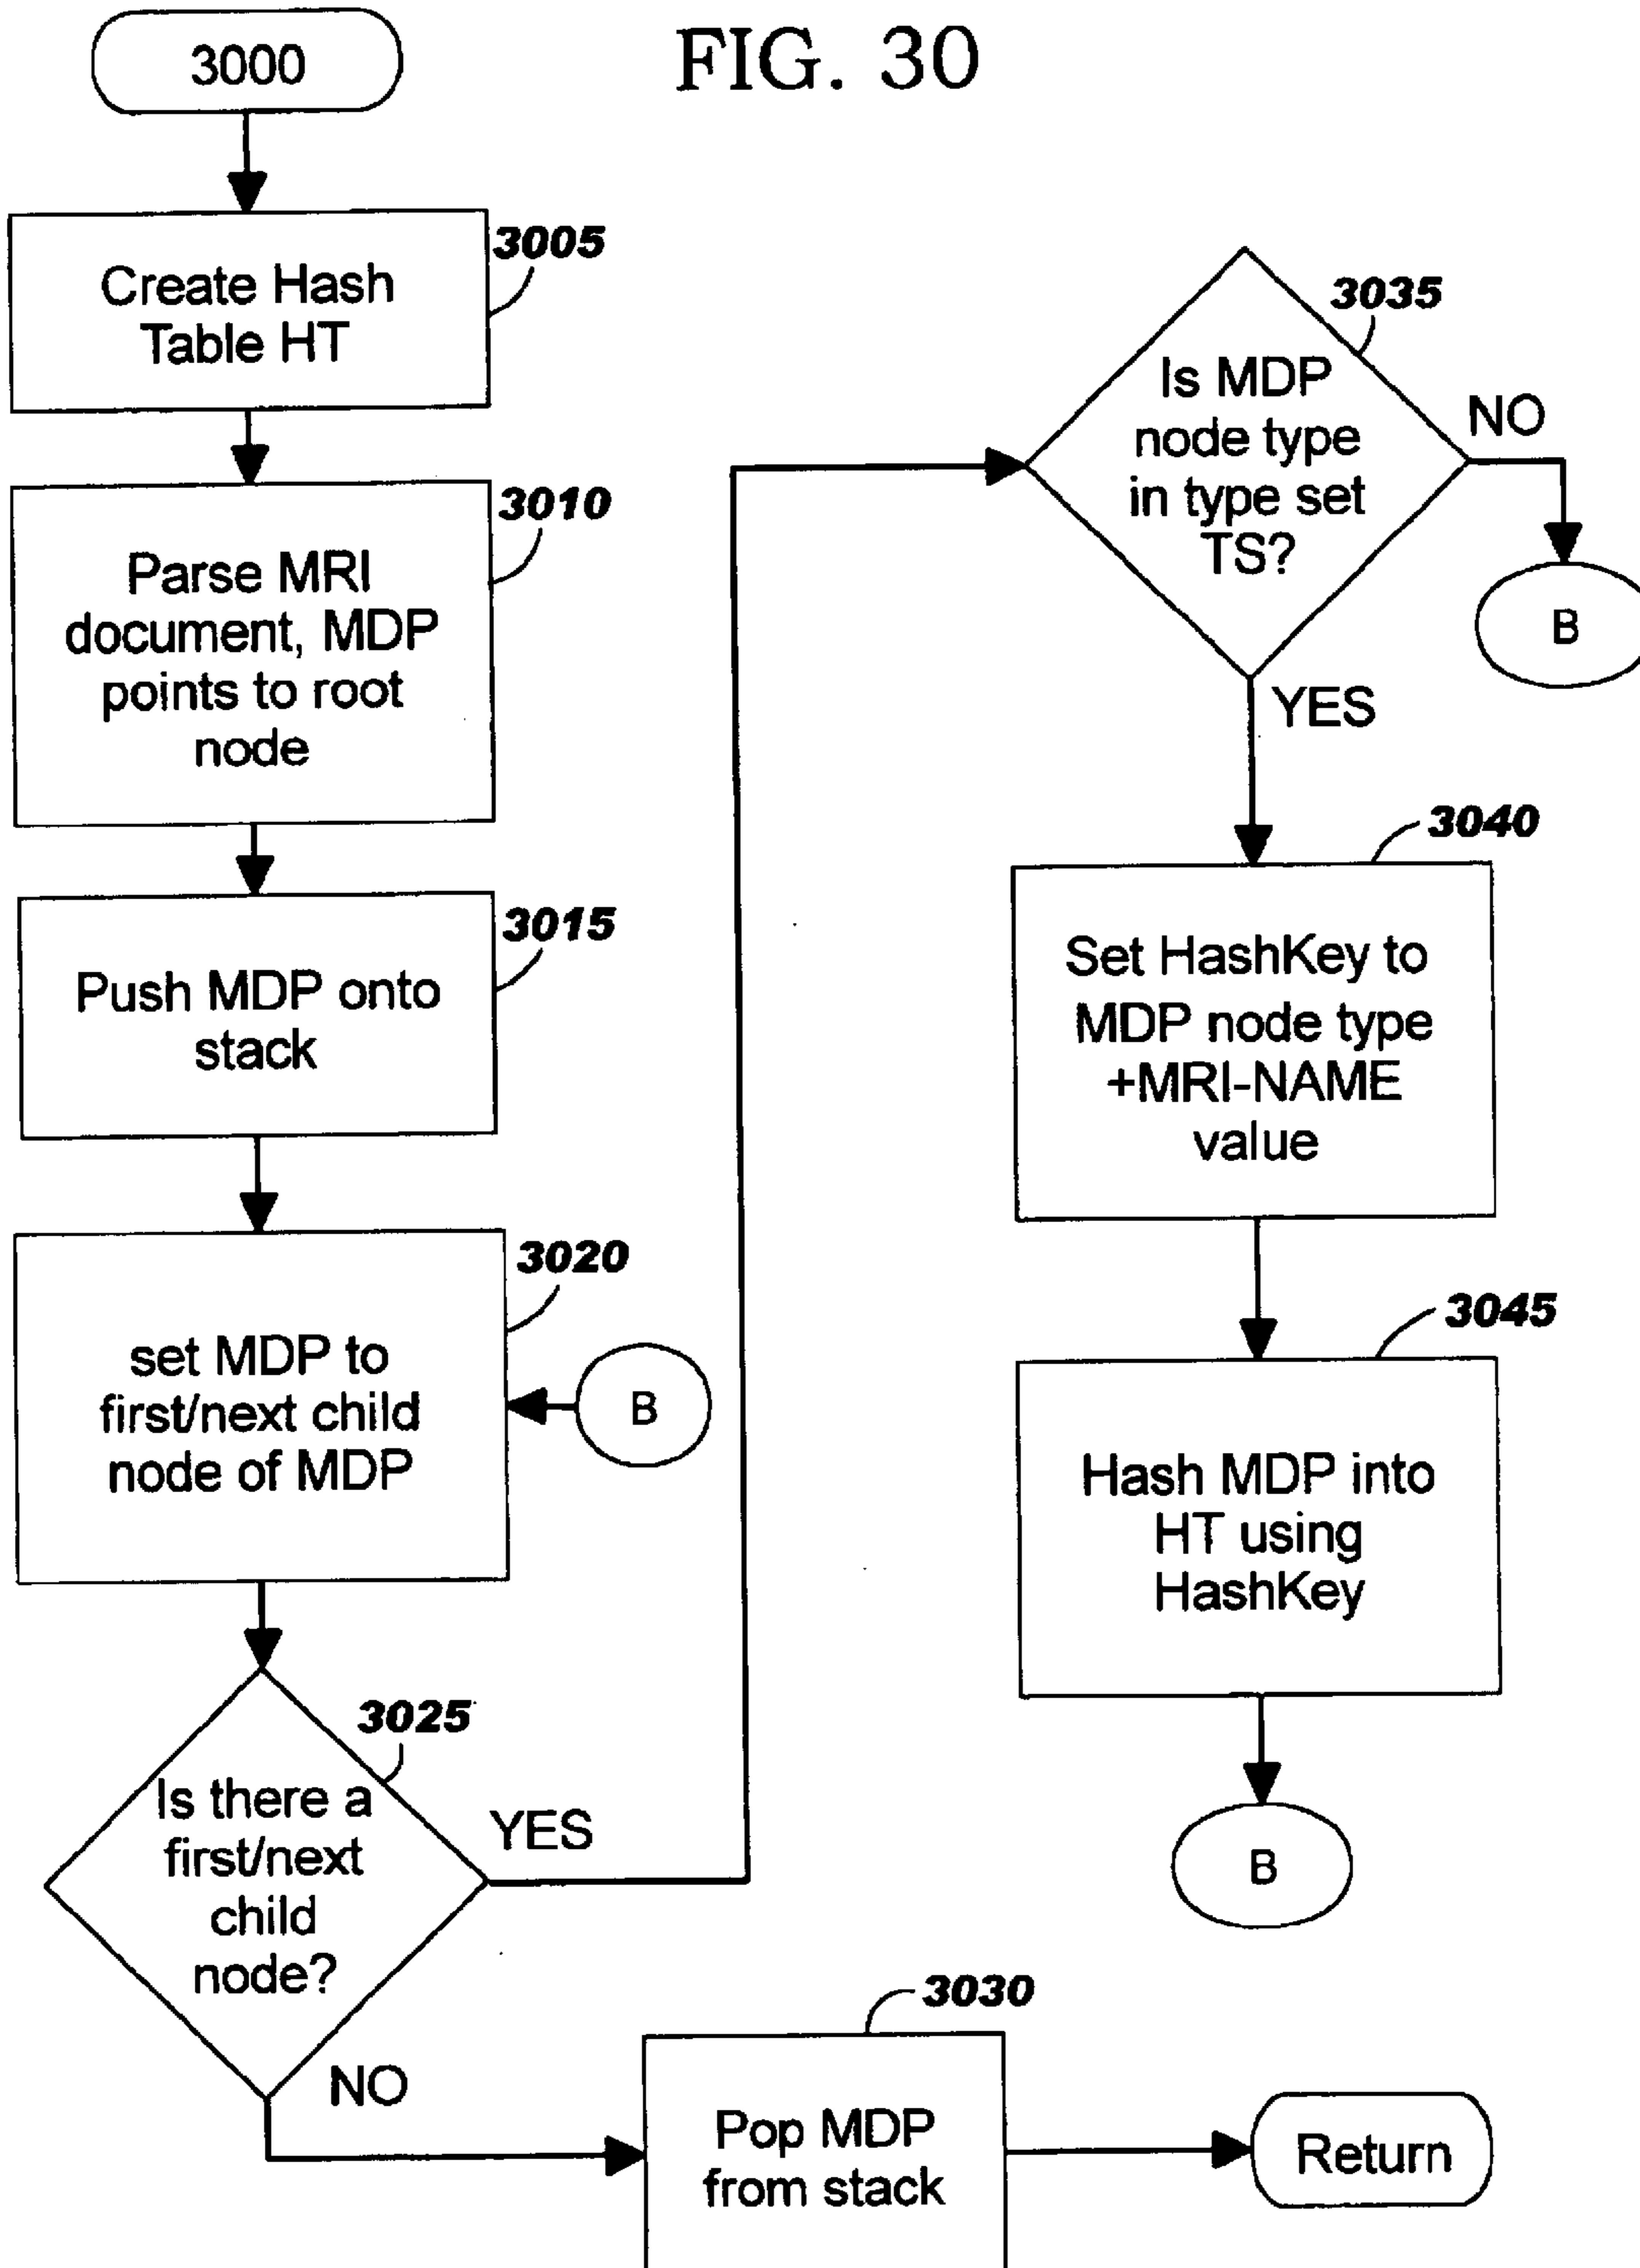 FIG. 30
3000
3005
Create Hash
Table HT
3010
Parse MRI
document, MDP
points to root
node
3015
Push MDP onto
stack
3020
set MDP to
first/next child
node of MDP
B
3025
Is there a
first/next
child
node?
YES
NO
3030
Pop MDP
from stack
Return
3035
Is MDP
node type
in type set
TS?
NO
B
YES
3040
Set HashKey to
MDP node type
+MRI-NAME
value
3045
Hash MDP into
HT using
HashKey
B